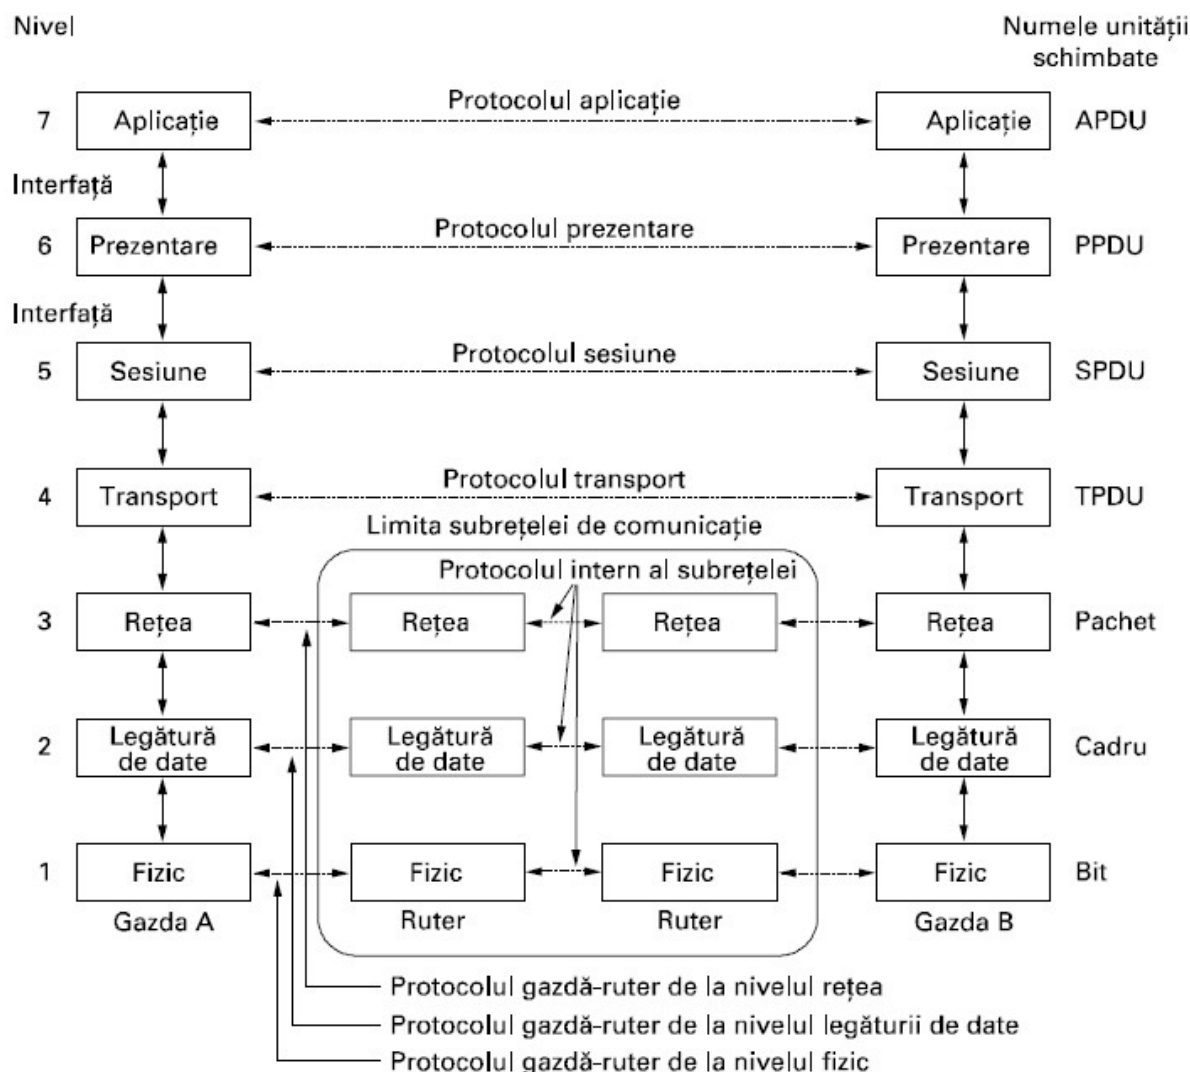 Nivel
Numele unității
schimbate
7
Aplicație
Protocolul aplicație
Aplicație
APDU
Interfață
6
Prezentare
Protocolul prezentare
Prezentare
PPDU
Interfață
5
Sesiune
Protocolul sesiune
Sesiune
SPDU
4
Transport
Protocolul transport
Transport
TPDU
Limita subrețelei de comunicație
Protocolul intern al subrețelei
3
Rețea
Rețea
Rețea
Rețea
Pachet
2
Legătură
de date
Legătură
de date
Legătură
de date
Legătură
de date
Cadru
1
Fizic
Fizic
Fizic
Fizic
Bit
Gazda A
Ruter
Ruter
Gazda B
Protocolul gazdă-ruter de la nivelul rețea
Protocolul gazdă-ruter de la nivelul legăturii de date
Protocolul gazdă-ruter de la nivelul fizic